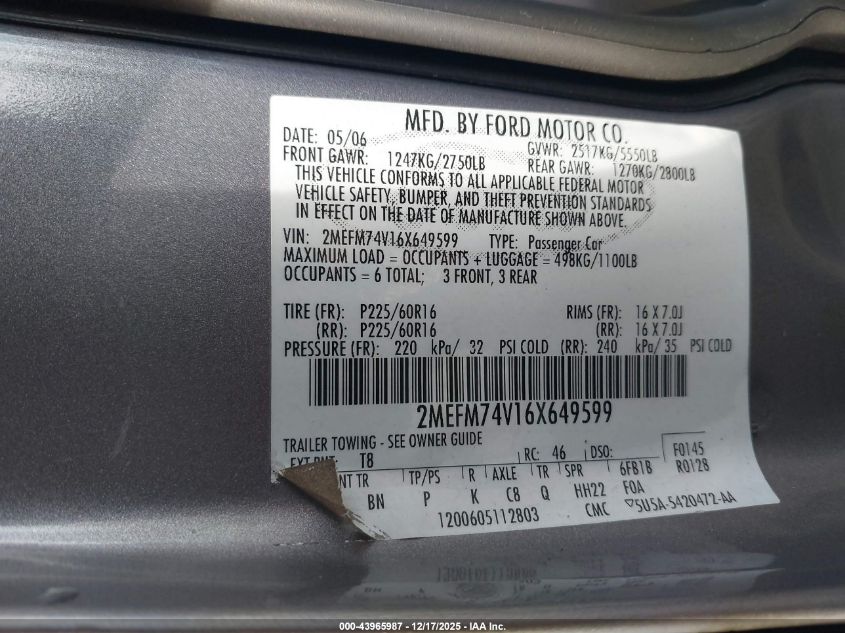 MFD. BY FORD MOTOR CO.
DATE: 05/06 GVWR: 2517KG/5550LB
FRONT GAWR: 1247KG/2750LB REAR GAWR: 1270KG/2800LB
THIS VEHICLE CONFORMS TO ALL APPLICABLE FEDERAL MOTOR
VEHICLE SAFETY, BUMPER, AND THEFT PREVENTION STANDARDS
IN EFFECT ON THE DATE OF MANUFACTURE SHOWN ABOVE.
VIN: 2MEFM74V16X649599 TYPE: Passenger Car
MAXIMUM LOAD = OCCUPANTS + LUGGAGE = 498KG/1100LB
OCCUPANTS = 6 TOTAL; 3 FRONT, 3 REAR
TIRE (FR): P225/60R16 RIMS (FR): 16 X 7.0J
(RR): P225/60R16 (RR): 16 X 7.0J
PRESSURE (FR): 220 kPa/ 32 PSI COLD (RR): 240 kPa/ 35 PSI COLD
2MEFM74V16X649599
TRAILER TOWING - SEE OWNER GUIDE
EXT PNT: T8 RC: 46 DSO: F0145
NT TR TP/PS R AXLE TR SPR 6FB1B R0128
BN P K C8 Q HH22 FOA
1200605112803 CMC 5U5A-5420472-AA
000-43965987 - 12/17/2025 - IAA Inc.